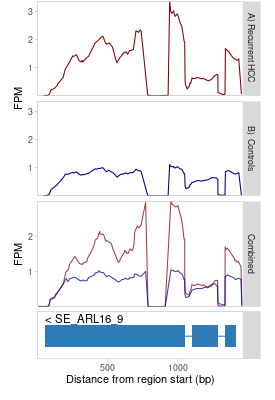 3
2
1
FPM
A) Recurrent HCC
3
2
1
B) Controls
2
1
FPM
Combined
< SE_ARL16_9
500
1000
Distance from region start (bp)